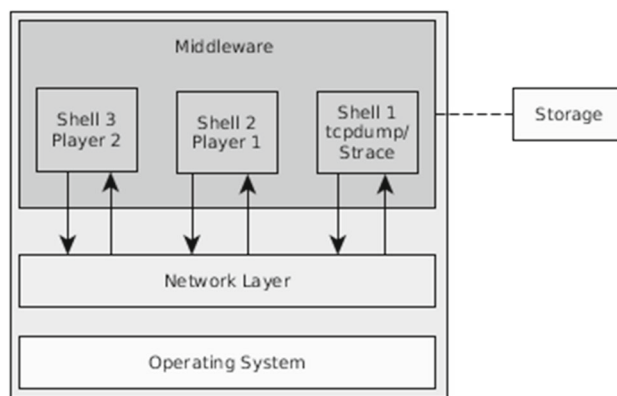 Middleware
Shell 3
Player 2
Shell 2
Player 1
Shell 1
tcpdump/
Strace
Storage
Network Layer
Operating System